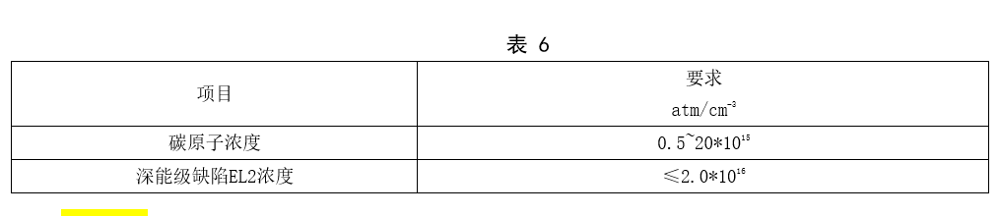 表 6
项目
要求
atm/cm⁻³
碳原子浓度
0.5~20*10¹⁵
深能级缺陷EL2浓度
≤2.0*10¹⁶